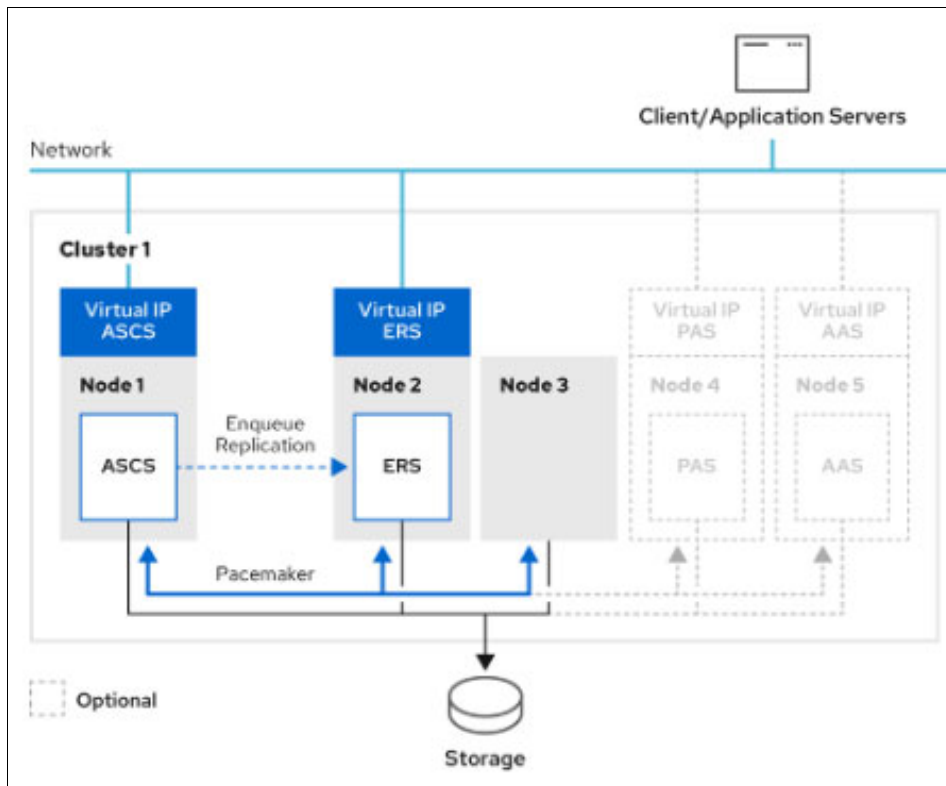 Client/Application Servers
Network
Cluster 1
Virtual IP
ASCS
Virtual IP
ERS
Virtual IP
PAS
Virtual IP
AAS
Node 1
Node 2
Node 3
Node 4
Node 5
Enqueue
Replication
ASCS
ERS
PAS
AAS
Pacemaker
Optional
Storage